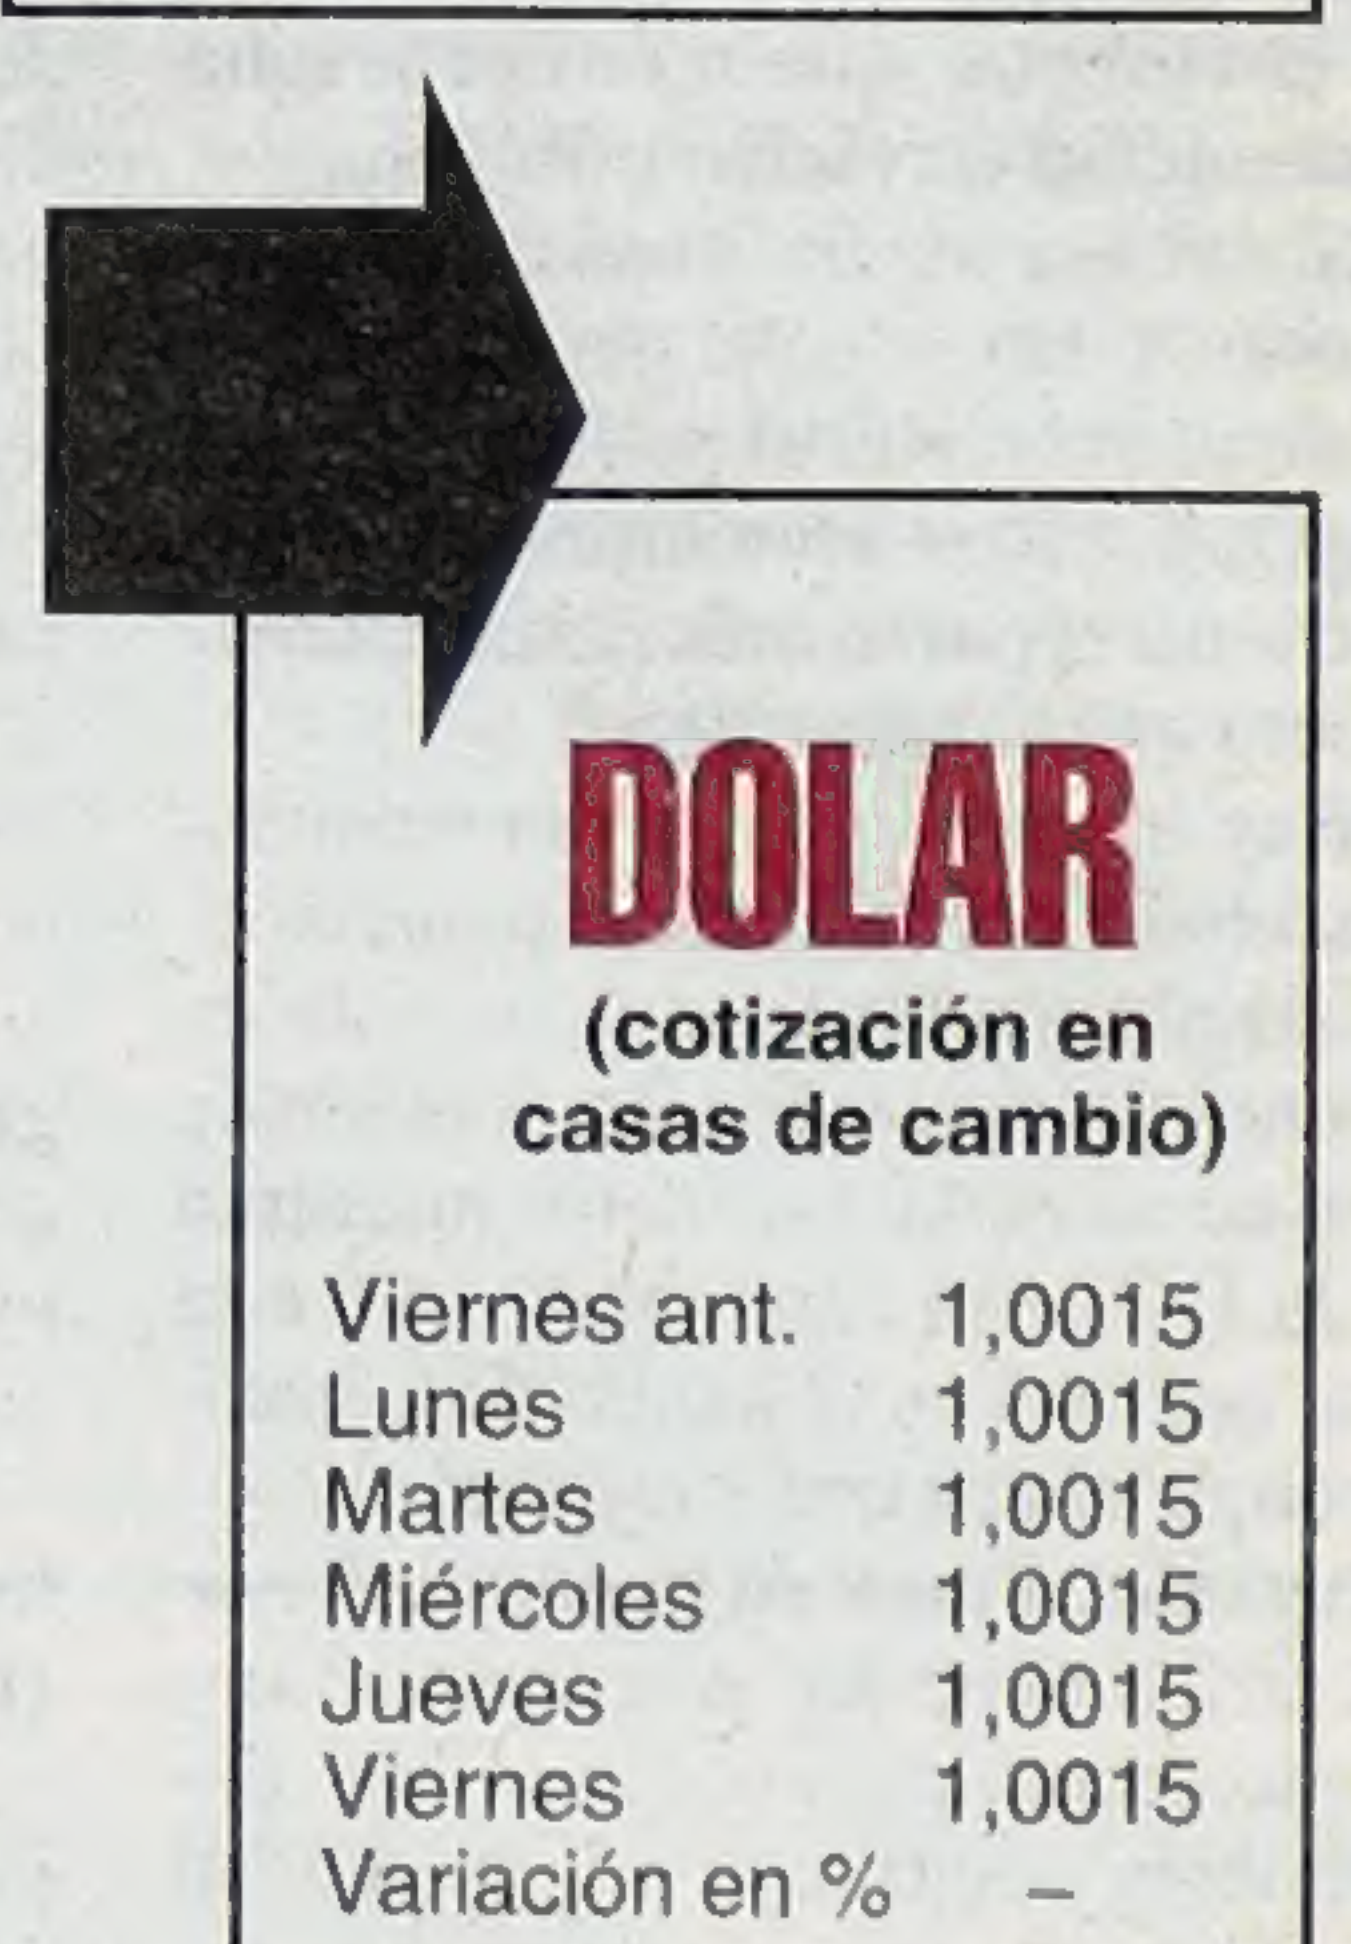 DOLAR
(cotización en
casas de cambio)
Viernes ant. 1,0015
Lunes 1,0015
Martes 1,0015
Miércoles 1,0015
Jueves 1,0015
Viernes 1,0015
Variación en % –